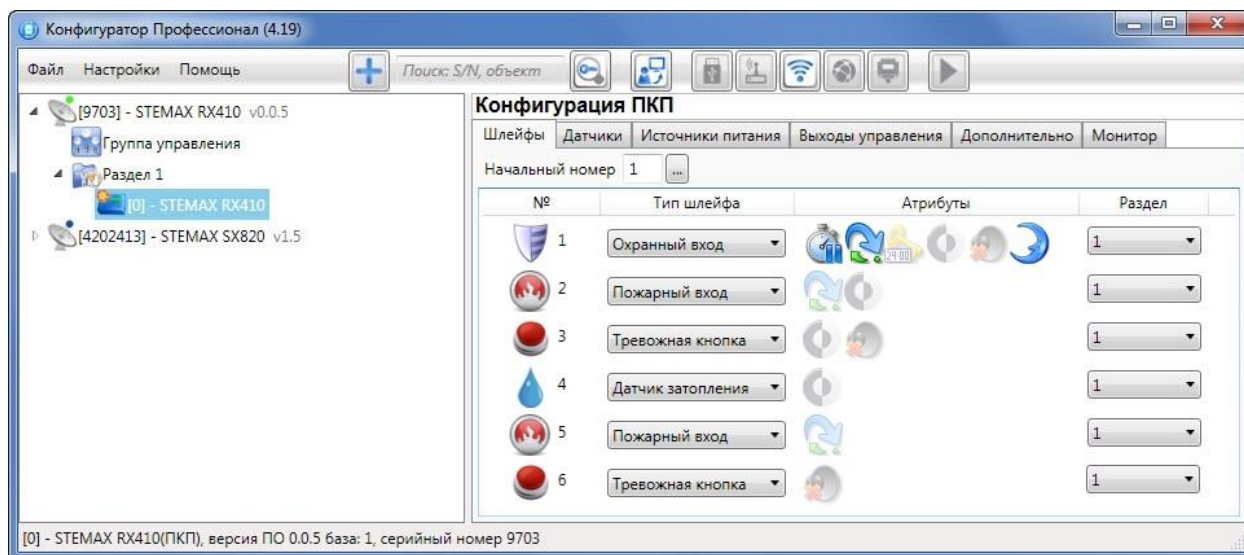 Конфигуратор Профессионал (4.19)
Файл Настройки Помощь Поиск: S/N, объект
[9703] - STEMAX RX410 v0.0.5
Группа управления
Раздел 1
[0] - STEMAX RX410
[4202413] - STEMAX SX820 v1.5
Конфигурация ПКП
Шлейфы Датчики Источники питания Выходы управления Дополнительно Монитор
Начальный номер 1 ...
№ Тип шлейфа Атрибуты Раздел
1 Охранный вход 24:00 1
2 Пожарный вход 1
3 Тревожная кнопка 1
4 Датчик затопления 1
5 Пожарный вход 1
6 Тревожная кнопка 1
[0] - STEMAX RX410(ПКП), версия ПО 0.0.5 база: 1, серийный номер 9703